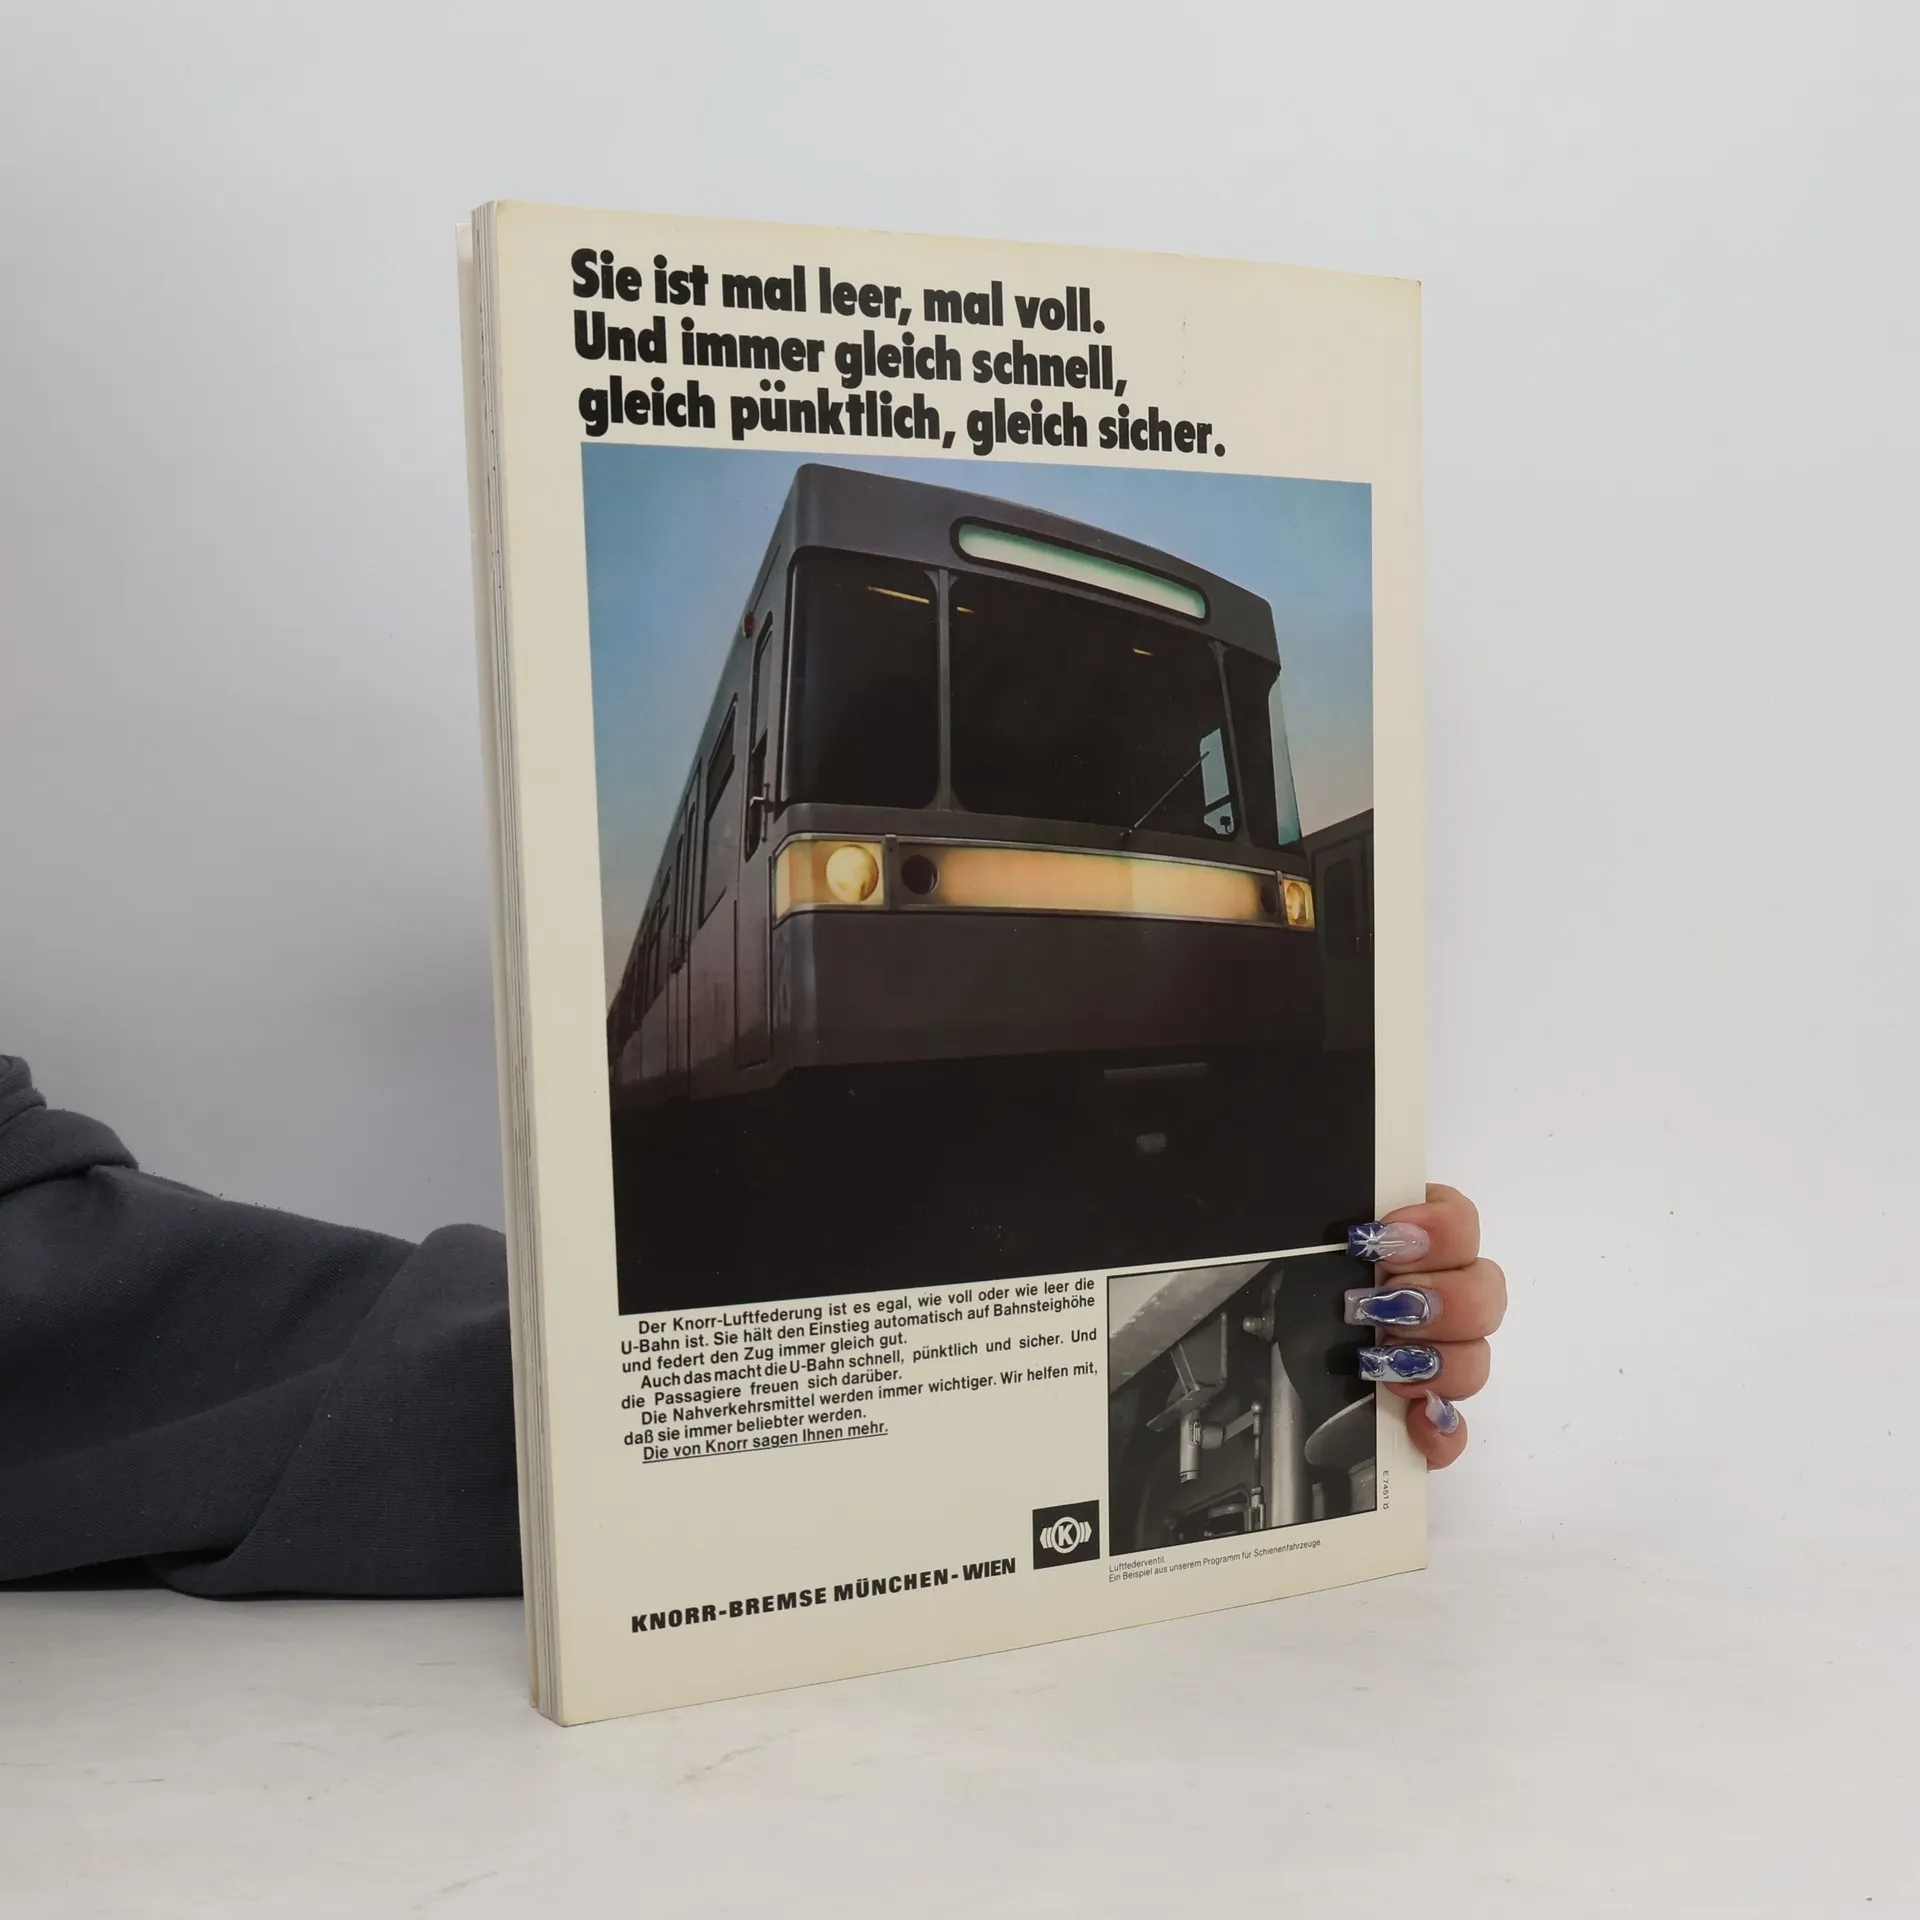 Sie ist mal leer, mal voll.
Und immer gleich schnell,
gleich pünktlich, gleich sicher.
Der Knorr-Luftfederung ist es egal, wie voll oder wie leer die
U-Bahn ist. Sie hält den Einstieg automatisch auf Bahnsteighöhe
und federt den Zug immer gleich gut.
Auch das macht die U-Bahn schnell, pünktlich und sicher. Und
die Passagiere freuen sich darüber.
Die Nahverkehrsmittel werden immer wichtiger. Wir helfen mit,
daß sie immer beliebter werden.
Die von Knorr sagen Ihnen mehr.
K
KNORR-BREMSE MÜNCHEN-WIEN
Luftfederventil.
Ein Beispiel aus unserem Programm für Schienenfahrzeuge.
E 7451